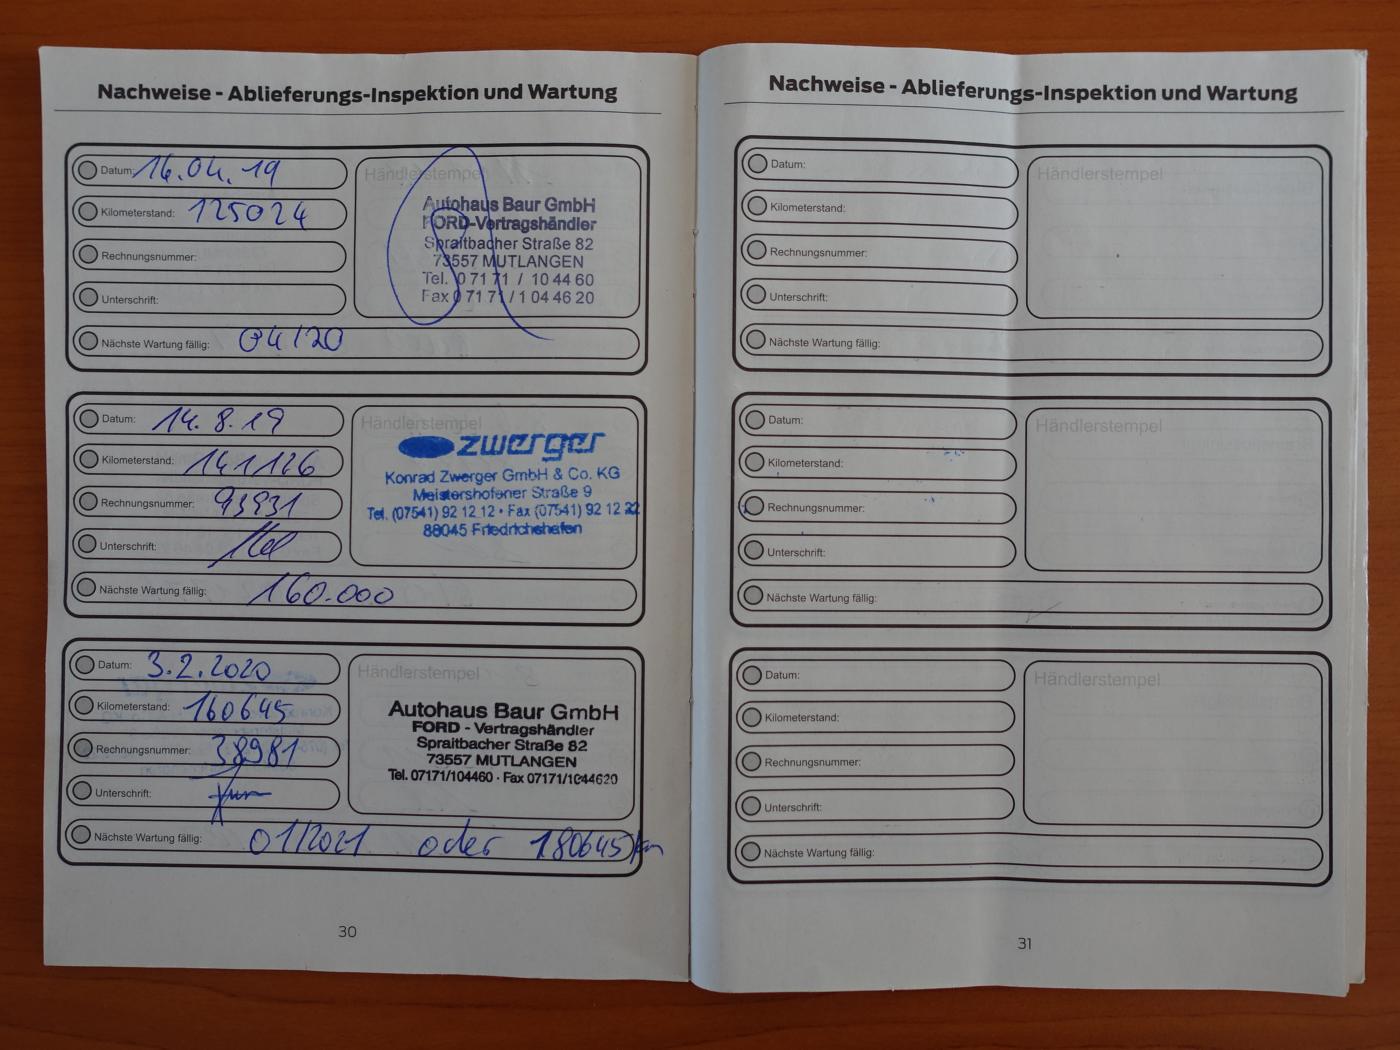 Nachweise - Ablieferungs-Inspektion und Wartung
Datum: 16.04.19
Kilometerstand: 125024
Rechnungsnummer:
Unterschrift:
Nächste Wartung fällig: 04/20
Händlerstempel
Autohaus Baur GmbH
FORD-Vertragshändler
Spraitbacher Straße 82
73557 MUTLANGEN
Tel. 0 71 71 / 10 44 60
Fax 0 71 71 / 1 04 46 20
Datum: 14.8.19
Kilometerstand: 141126
Rechnungsnummer: 93931
Unterschrift:
Nächste Wartung fällig: 160.000
Händlerstempel
zwerger
Konrad Zwerger GmbH & Co. KG
Meistershofener Straße 9
Tel. (07541) 92 12 12 • Fax (07541) 92 12 22
88045 Friedrichshafen
Datum: 3.2.2020
Kilometerstand: 160645
Rechnungsnummer: 38981
Unterschrift:
Nächste Wartung fällig: 01/2021 oder 180645 km
Händlerstempel
Autohaus Baur GmbH
FORD - Vertragshändler
Spraitbacher Straße 82
73557 MUTLANGEN
Tel. 07171/104460 · Fax 07171/1044620
30
Nachweise - Ablieferungs-Inspektion und Wartung
Datum:
Kilometerstand:
Rechnungsnummer:
Unterschrift:
Nächste Wartung fällig:
Händlerstempel
Datum:
Kilometerstand:
Rechnungsnummer:
Unterschrift:
Nächste Wartung fällig:
Händlerstempel
Datum:
Kilometerstand:
Rechnungsnummer:
Unterschrift:
Nächste Wartung fällig:
Händlerstempel
31